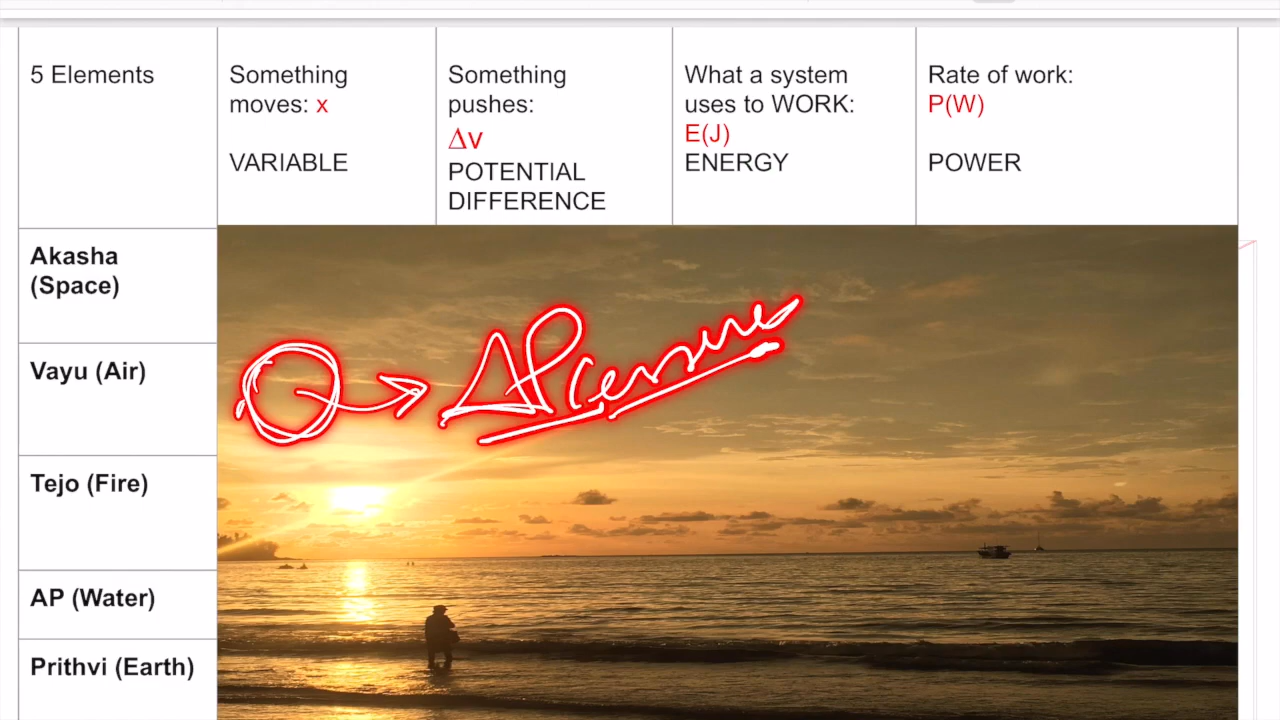 5 Elements
Something
moves: x
VARIABLE
Something
pushes:
Δv
POTENTIAL
DIFFERENCE
What a system
uses to WORK:
E(J)
ENERGY
Rate of work:
P(W)
POWER
Akasha
(Space)
Vayu (Air)
Q → ΔPressure
Tejo (Fire)
AP (Water)
Prithvi (Earth)